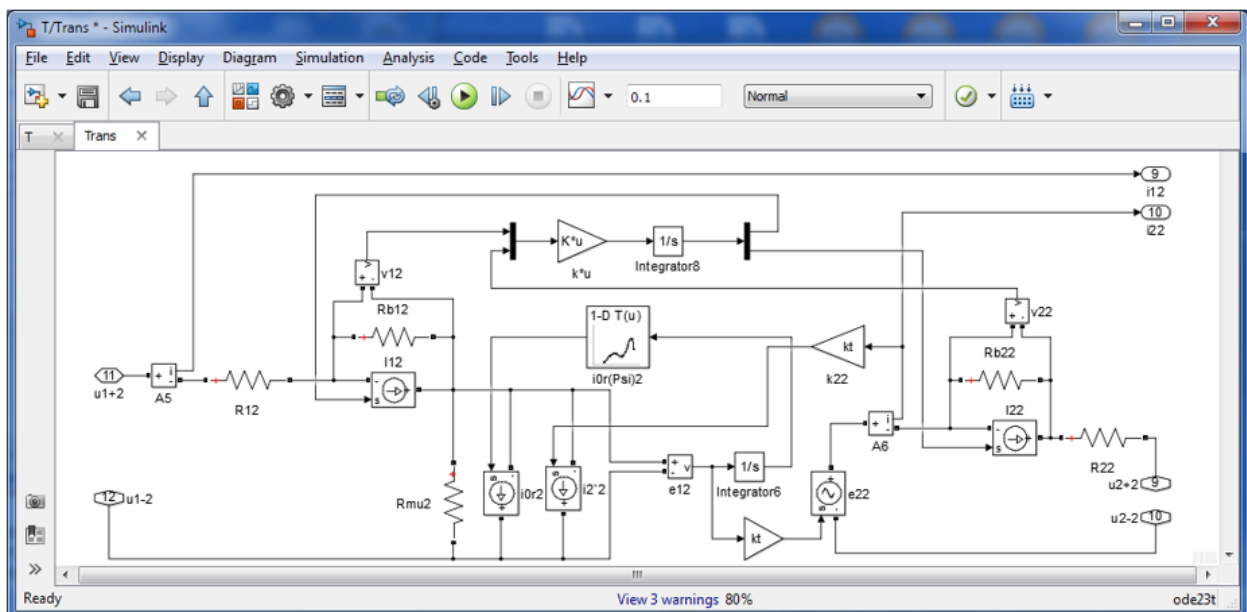 T/Trans * - Simulink
File Edit View Display Diagram Simulation Analysis Code Tools Help
0.1 Normal
T Trans
9
i12
10
i22
K*u
k*u
1/s
Integrator8
v
+ -
v12
Rb12
I12
- +
s
11
u1+2
+ i -
A5
R12
1-D T(u)
i0r(Psi)2
kt
k22
v
+ -
v22
Rb22
I22
- +
s
+ i -
A6
R22
u2+2
9
u2-2
10
12
u1-2
Rmu2
s - +
i0r2
s - +
i2`2
+ - v
e12
1/s
Integrator6
kt
+ s -
e22
Ready View 3 warnings 80% ode23t